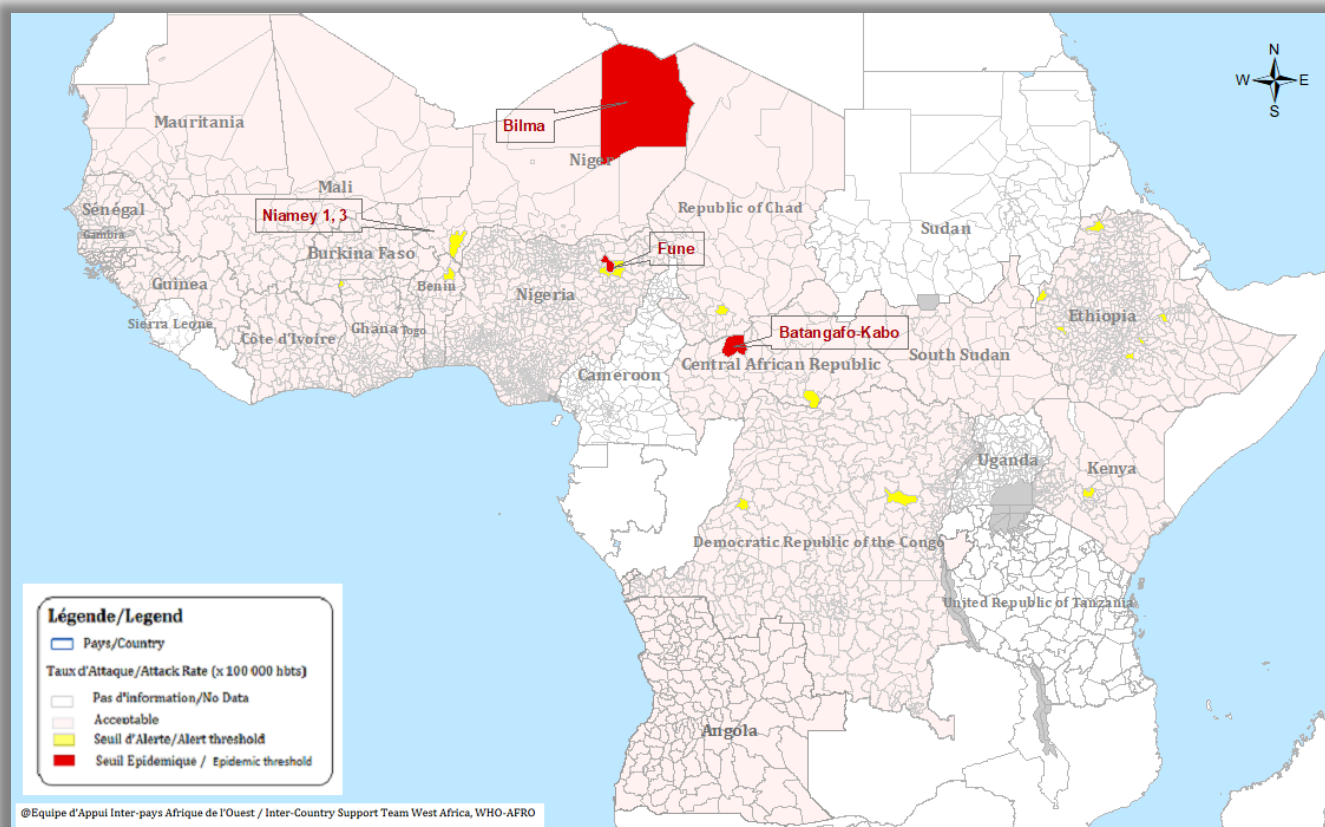 N
W E
S
Bilma
Mauritania
Niger
Mali
Niamey 1, 3
Sénégal
Gambia
Republic of Chad
Sudan
Fune
Burkina Faso
Benin
Guinea
Nigeria
Sierra Leone
Côte d'Ivoire
Ghana
Togo
Batangafo-Kabo
Ethiopia
South Sudan
Central African Republic
Cameroon
Uganda
Kenya
Democratic Republic of the Congo
United Republic of Tanzania
Angola
Légende/Legend
Pays/Country
Taux d'Attaque/Attack Rate (x 100 000 hbts)
Pas d'information/No Data
Acceptable
Seuil d'Alerte/Alert threshold
Seuil Epidemique / Epidemic threshold
@Equipe d'Appui Inter-pays Afrique de l'Ouest / Inter-Country Support Team West Africa, WHO-AFRO